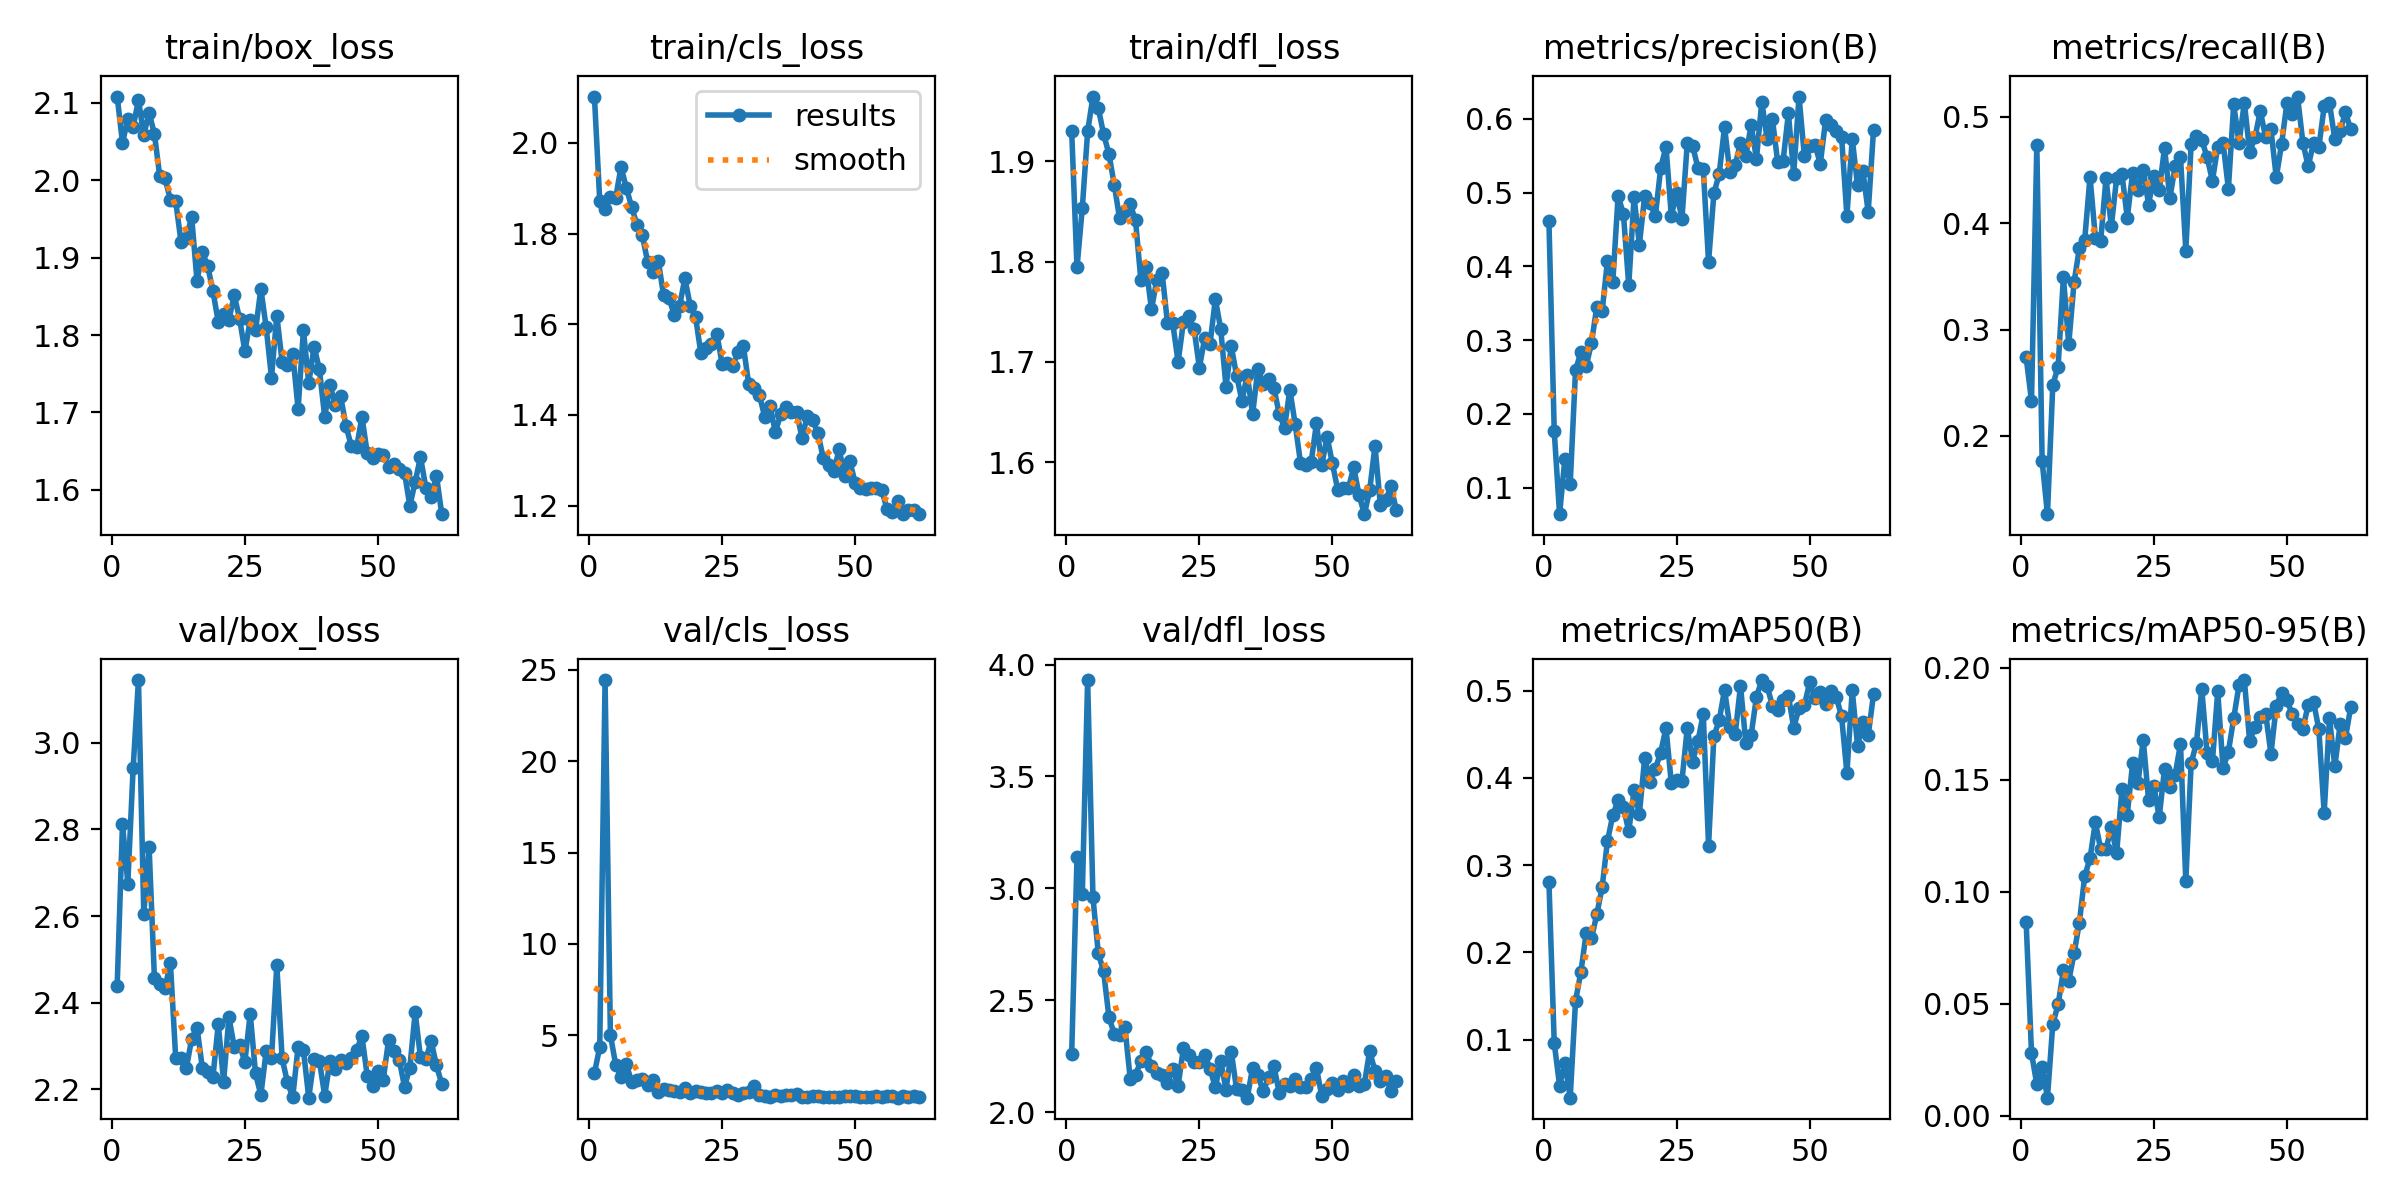 train/box_loss
train/cls_loss
train/dfl_loss
metrics/precision(B)
metrics/recall(B)
results
smooth
2.1
2.0
1.9
1.8
1.7
1.6
0 25 50
2.0
1.8
1.6
1.4
1.2
0 25 50
1.9
1.8
1.7
1.6
0 25 50
0.6
0.5
0.4
0.3
0.2
0.1
0 25 50
0.5
0.4
0.3
0.2
0 25 50
val/box_loss
val/cls_loss
val/dfl_loss
metrics/mAP50(B)
metrics/mAP50-95(B)
3.0
2.8
2.6
2.4
2.2
0 25 50
25
20
15
10
5
0 25 50
4.0
3.5
3.0
2.5
2.0
0 25 50
0.5
0.4
0.3
0.2
0.1
0 25 50
0.20
0.15
0.10
0.05
0.00
0 25 50